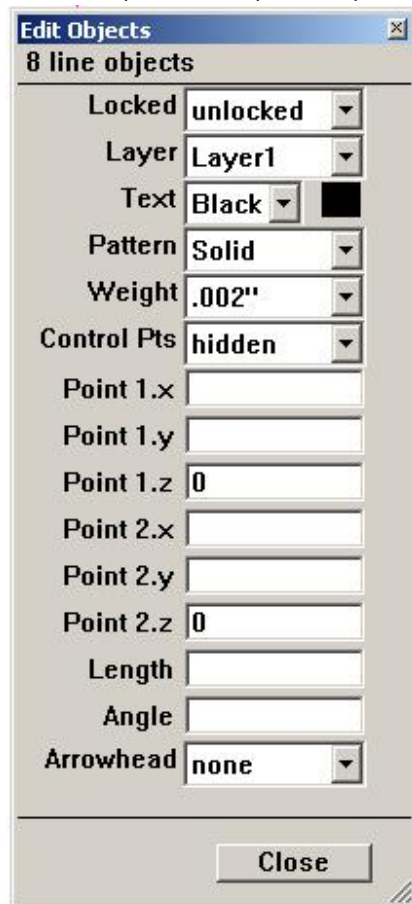 Edit Objects
8 line objects
Locked unlocked
Layer Layer1
Text Black
Pattern Solid
Weight .002"
Control Pts hidden
Point 1.x
Point 1.y
Point 1.z 0
Point 2.x
Point 2.y
Point 2.z 0
Length
Angle
Arrowhead none
Close